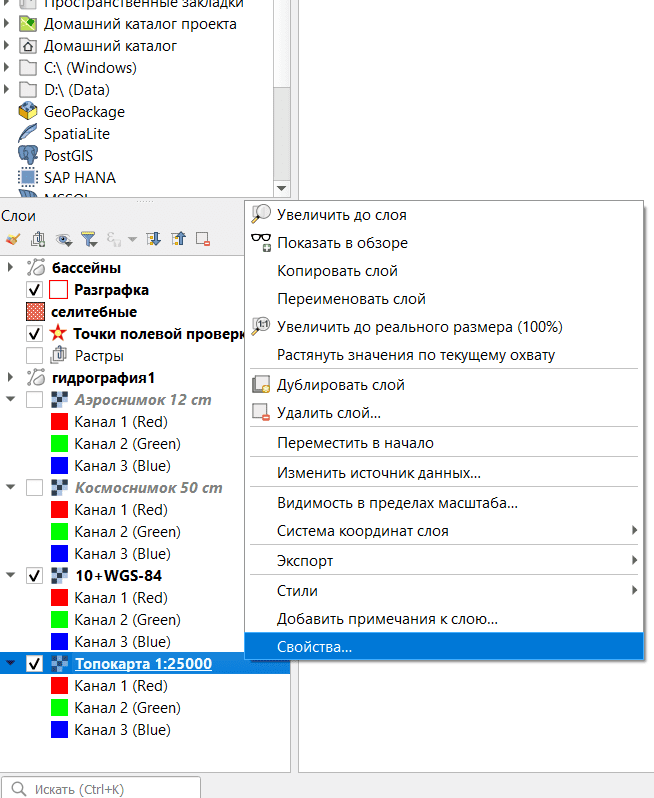 Пространственные закладки
Домашний каталог проекта
Домашний каталог
C:\ (Windows)
D:\ (Data)
GeoPackage
SpatiaLite
PostGIS
SAP HANA
MSSQL
Слои
бассейны
Разграфка
селитебные
Точки полевой проверк
Растры
гидрография1
Аэроснимок 12 cm
Канал 1 (Red)
Канал 2 (Green)
Канал 3 (Blue)
Космоснимок 50 cm
Канал 1 (Red)
Канал 2 (Green)
Канал 3 (Blue)
10+WGS-84
Канал 1 (Red)
Канал 2 (Green)
Канал 3 (Blue)
Топокарта 1:25000
Канал 1 (Red)
Канал 2 (Green)
Канал 3 (Blue)
Искать (Ctrl+K)
Увеличить до слоя
Показать в обзоре
Копировать слой
Переименовать слой
1:1
Увеличить до реального размера (100%)
Растянуть значения по текущему охвату
Дублировать слой
Удалить слой...
Переместить в начало
Изменить источник данных...
Видимость в пределах масштаба...
Система координат слоя
Экспорт
Стили
Добавить примечания к слою...
Свойства...